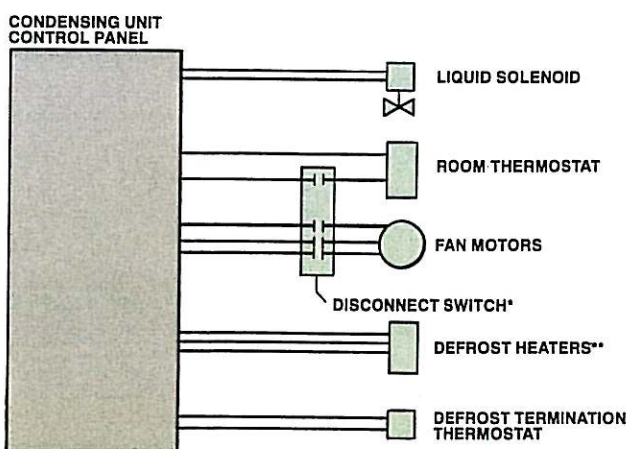 CONDENSING UNIT
CONTROL PANEL
LIQUID SOLENOID
ROOM THERMOSTAT
FAN MOTORS
DISCONNECT SWITCH*
DEFROST HEATERS**
DEFROST TERMINATION
THERMOSTAT